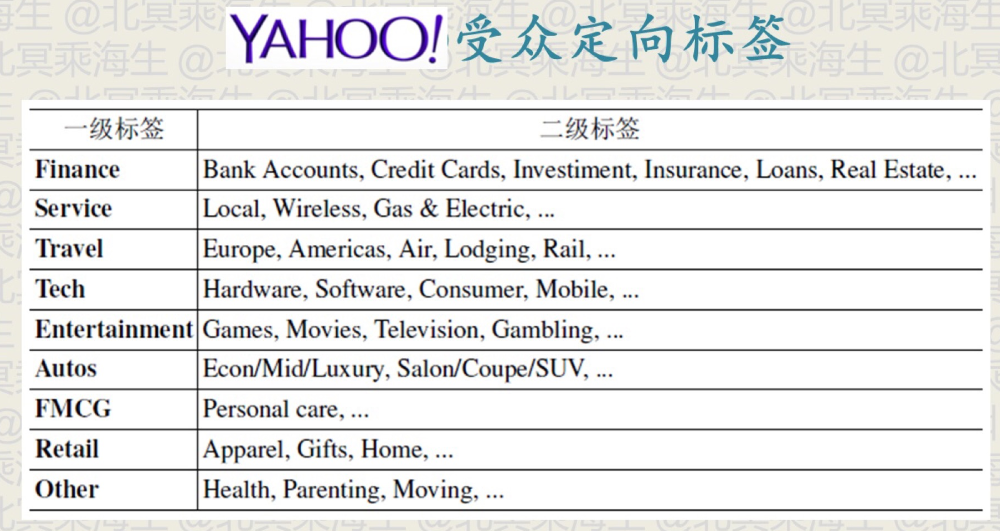 YAHOO! 受众定向标签
一级标签 二级标签
Finance Bank Accounts, Credit Cards, Investiment, Insurance, Loans, Real Estate, ...
Service Local, Wireless, Gas & Electric, ...
Travel Europe, Americas, Air, Lodging, Rail, ...
Tech Hardware, Software, Consumer, Mobile, ...
Entertainment Games, Movies, Television, Gambling, ...
Autos Econ/Mid/Luxury, Salon/Coupe/SUV, ...
FMCG Personal care, ...
Retail Apparel, Gifts, Home, ...
Other Health, Parenting, Moving, ...
@北冥乘海生